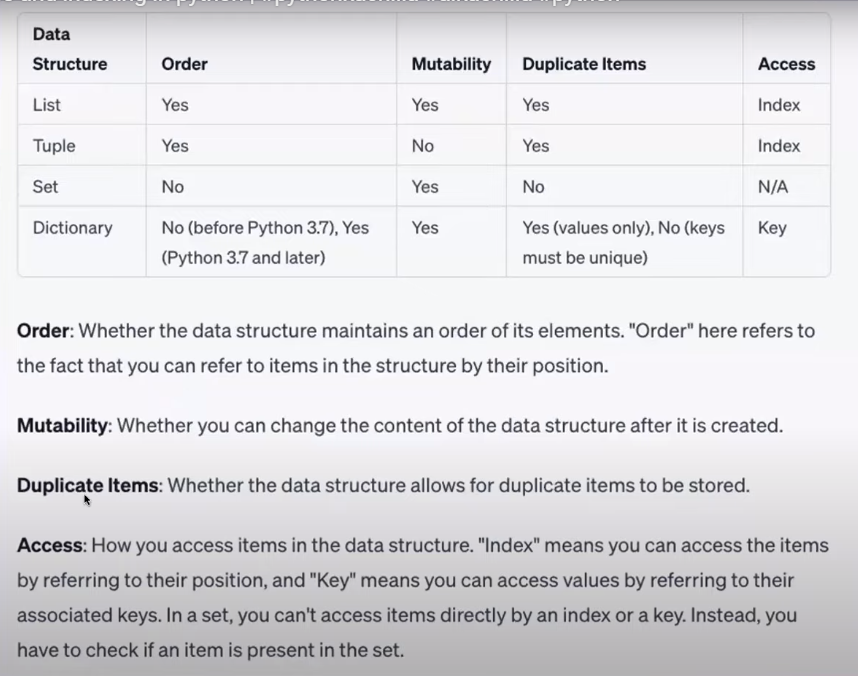 and indexing in python
Data
Structure Order Mutability Duplicate Items Access
List Yes Yes Yes Index
Tuple Yes No Yes Index
Set No Yes No N/A
Dictionary No (before Python 3.7), Yes Yes Yes (values only), No (keys Key
(Python 3.7 and later) must be unique)
Order: Whether the data structure maintains an order of its elements. "Order" here refers to
the fact that you can refer to items in the structure by their position.
Mutability: Whether you can change the content of the data structure after it is created.
Duplicate Items: Whether the data structure allows for duplicate items to be stored.
Access: How you access items in the data structure. "Index" means you can access the items
by referring to their position, and "Key" means you can access values by referring to their
associated keys. In a set, you can't access items directly by an index or a key. Instead, you
have to check if an item is present in the set.